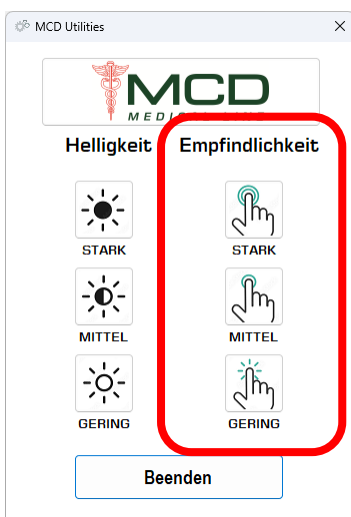 MCD Utilities
MCD
Helligkeit
Empfindlichkeit
STARK
STARK
MITTEL
MITTEL
GERING
GERING
Beenden